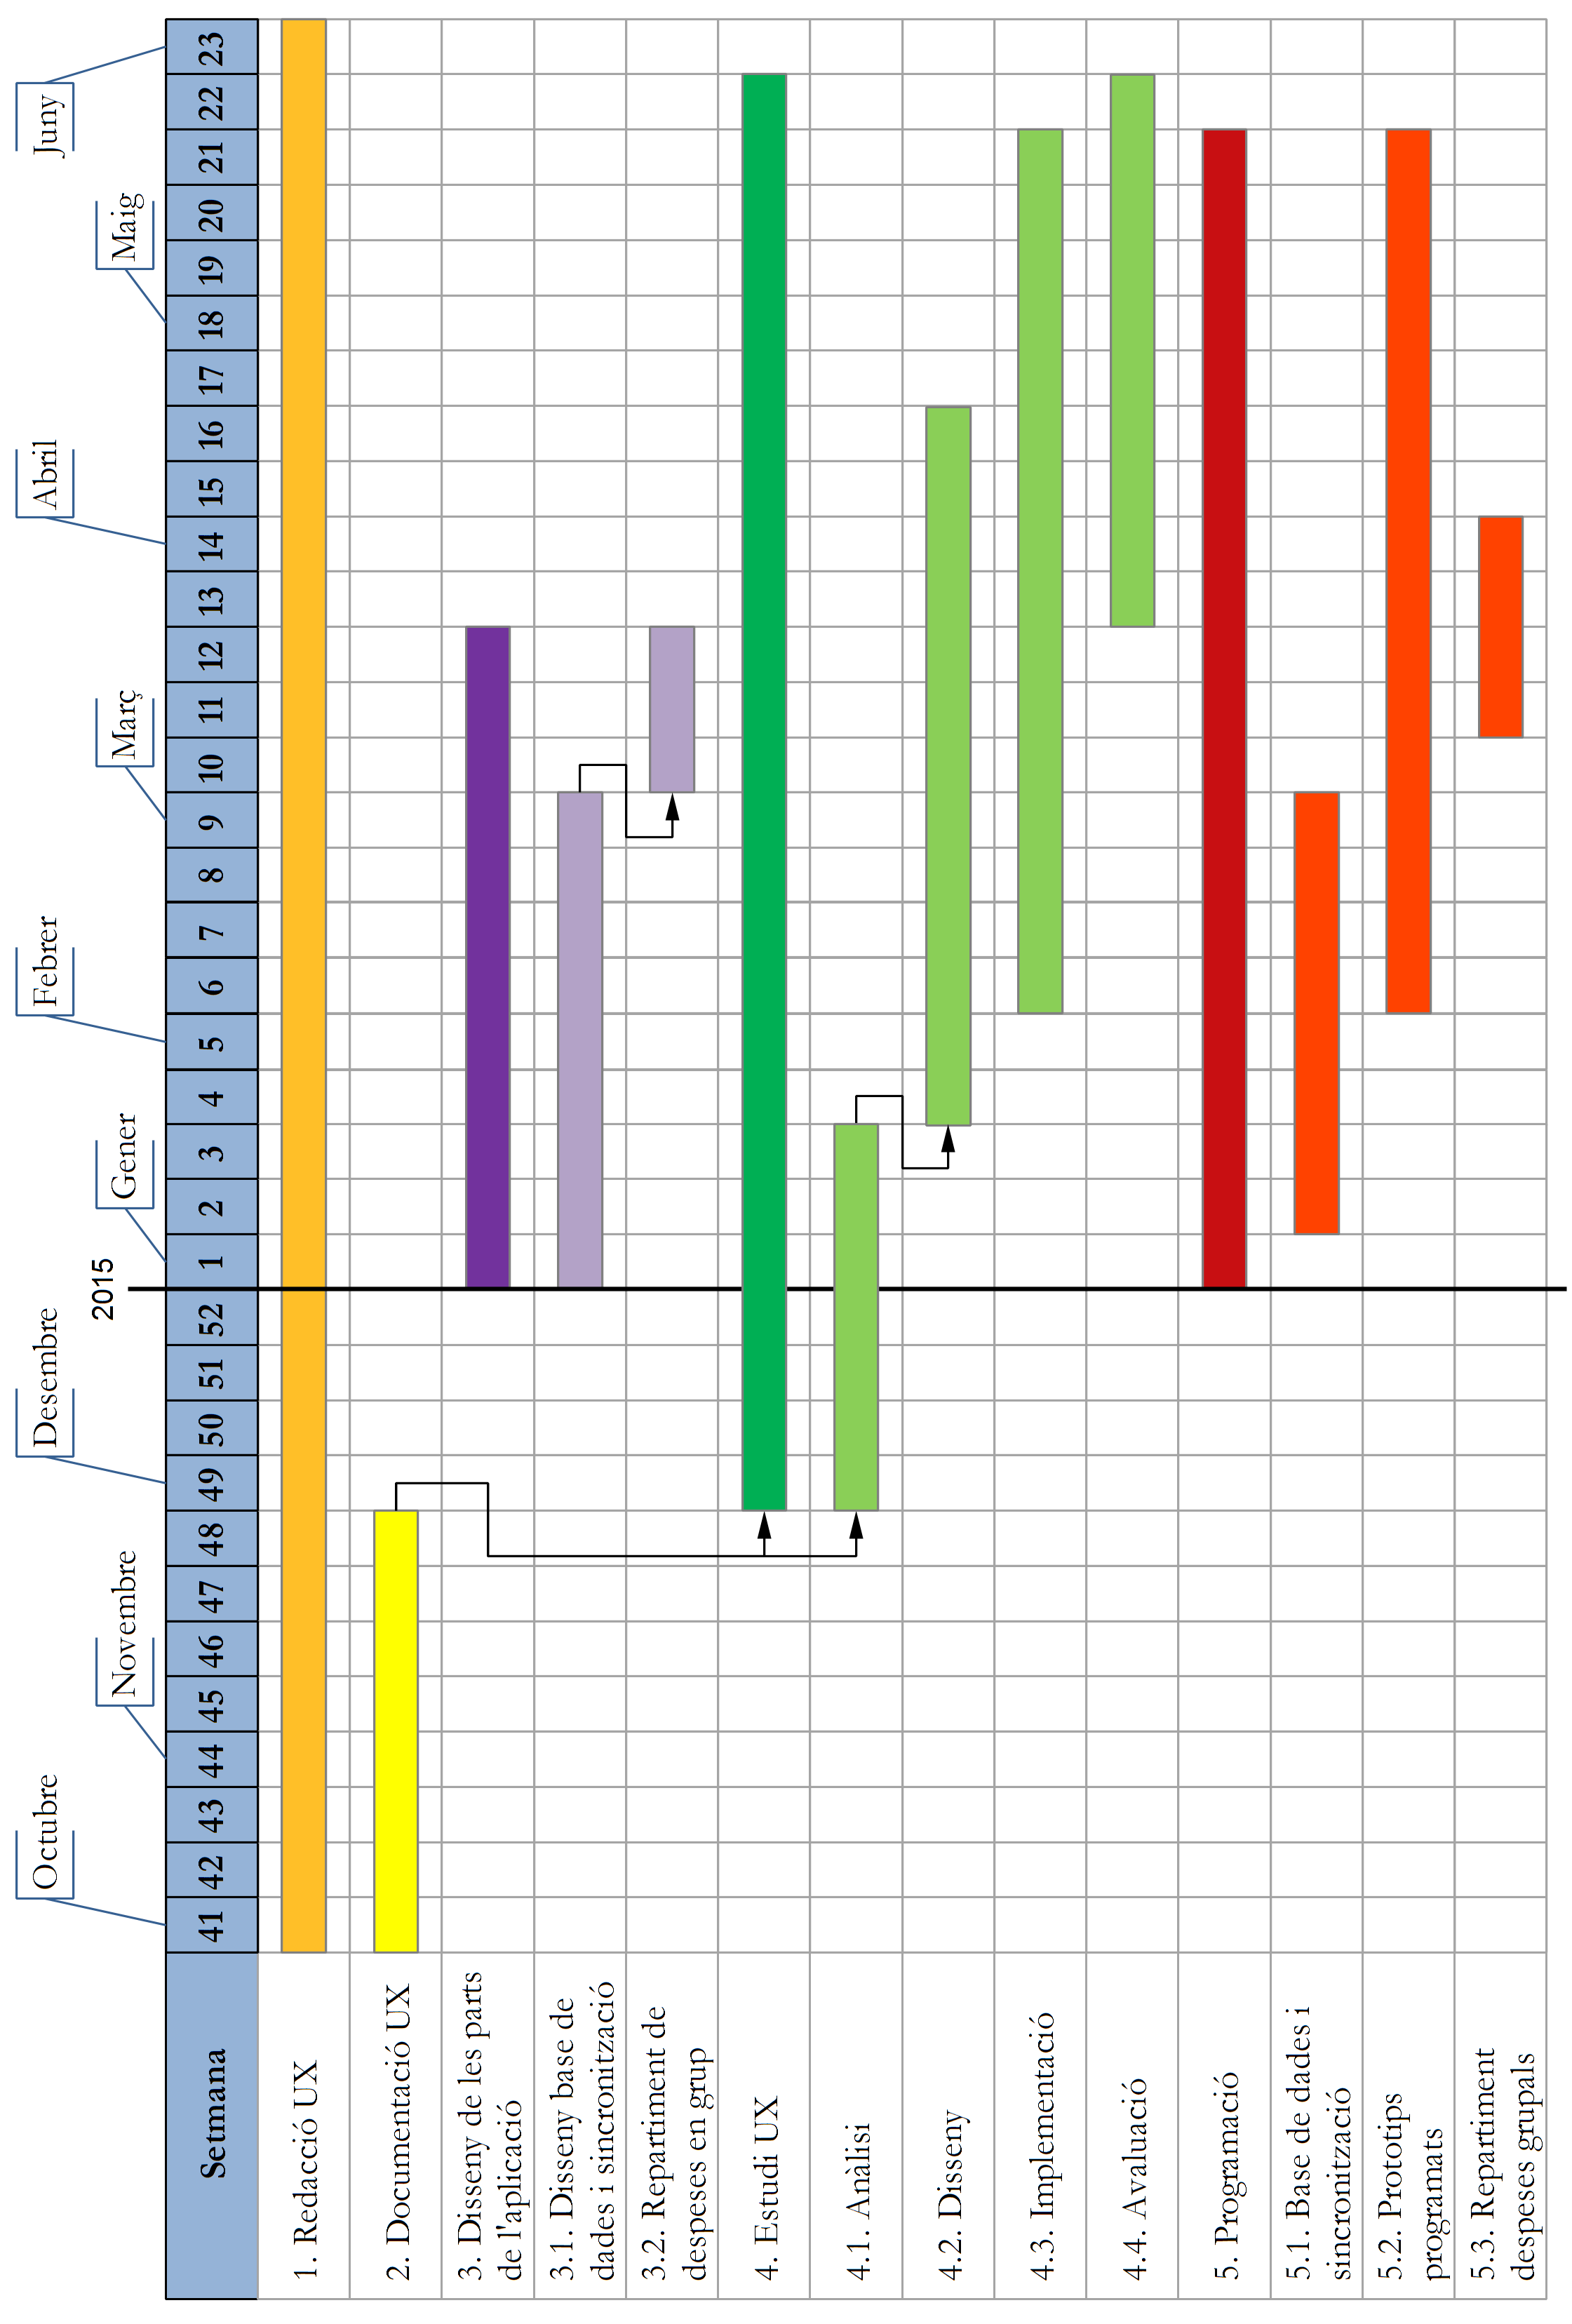 Octubre
Novembre
Desembre
2015
Gener
Febrer
Març
Abril
Maig
Juny
Setmana 41 42 43 44 45 46 47 48 49 50 51 52 1 2 3 4 5 6 7 8 9 10 11 12 13 14 15 16 17 18 19 20 21 22 23
1. Redacció UX
2. Documentació UX
3. Disseny de les parts
de l'aplicació
3.1. Disseny base de
dades i sincronització
3.2. Repartiment de
despeses en grup
4. Estudi UX
4.1. Anàlisi
4.2. Disseny
4.3. Implementació
4.4. Avaluació
5. Programació
5.1. Base de dades i
sincronització
5.2. Prototips
programats
5.3. Repartiment
despeses grupals